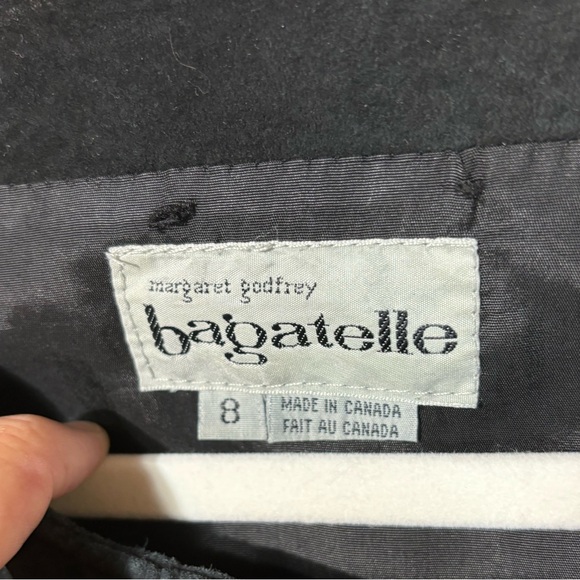 margaret godfrey
bagatelle
8
MADE IN CANADA
FAIT AU CANADA